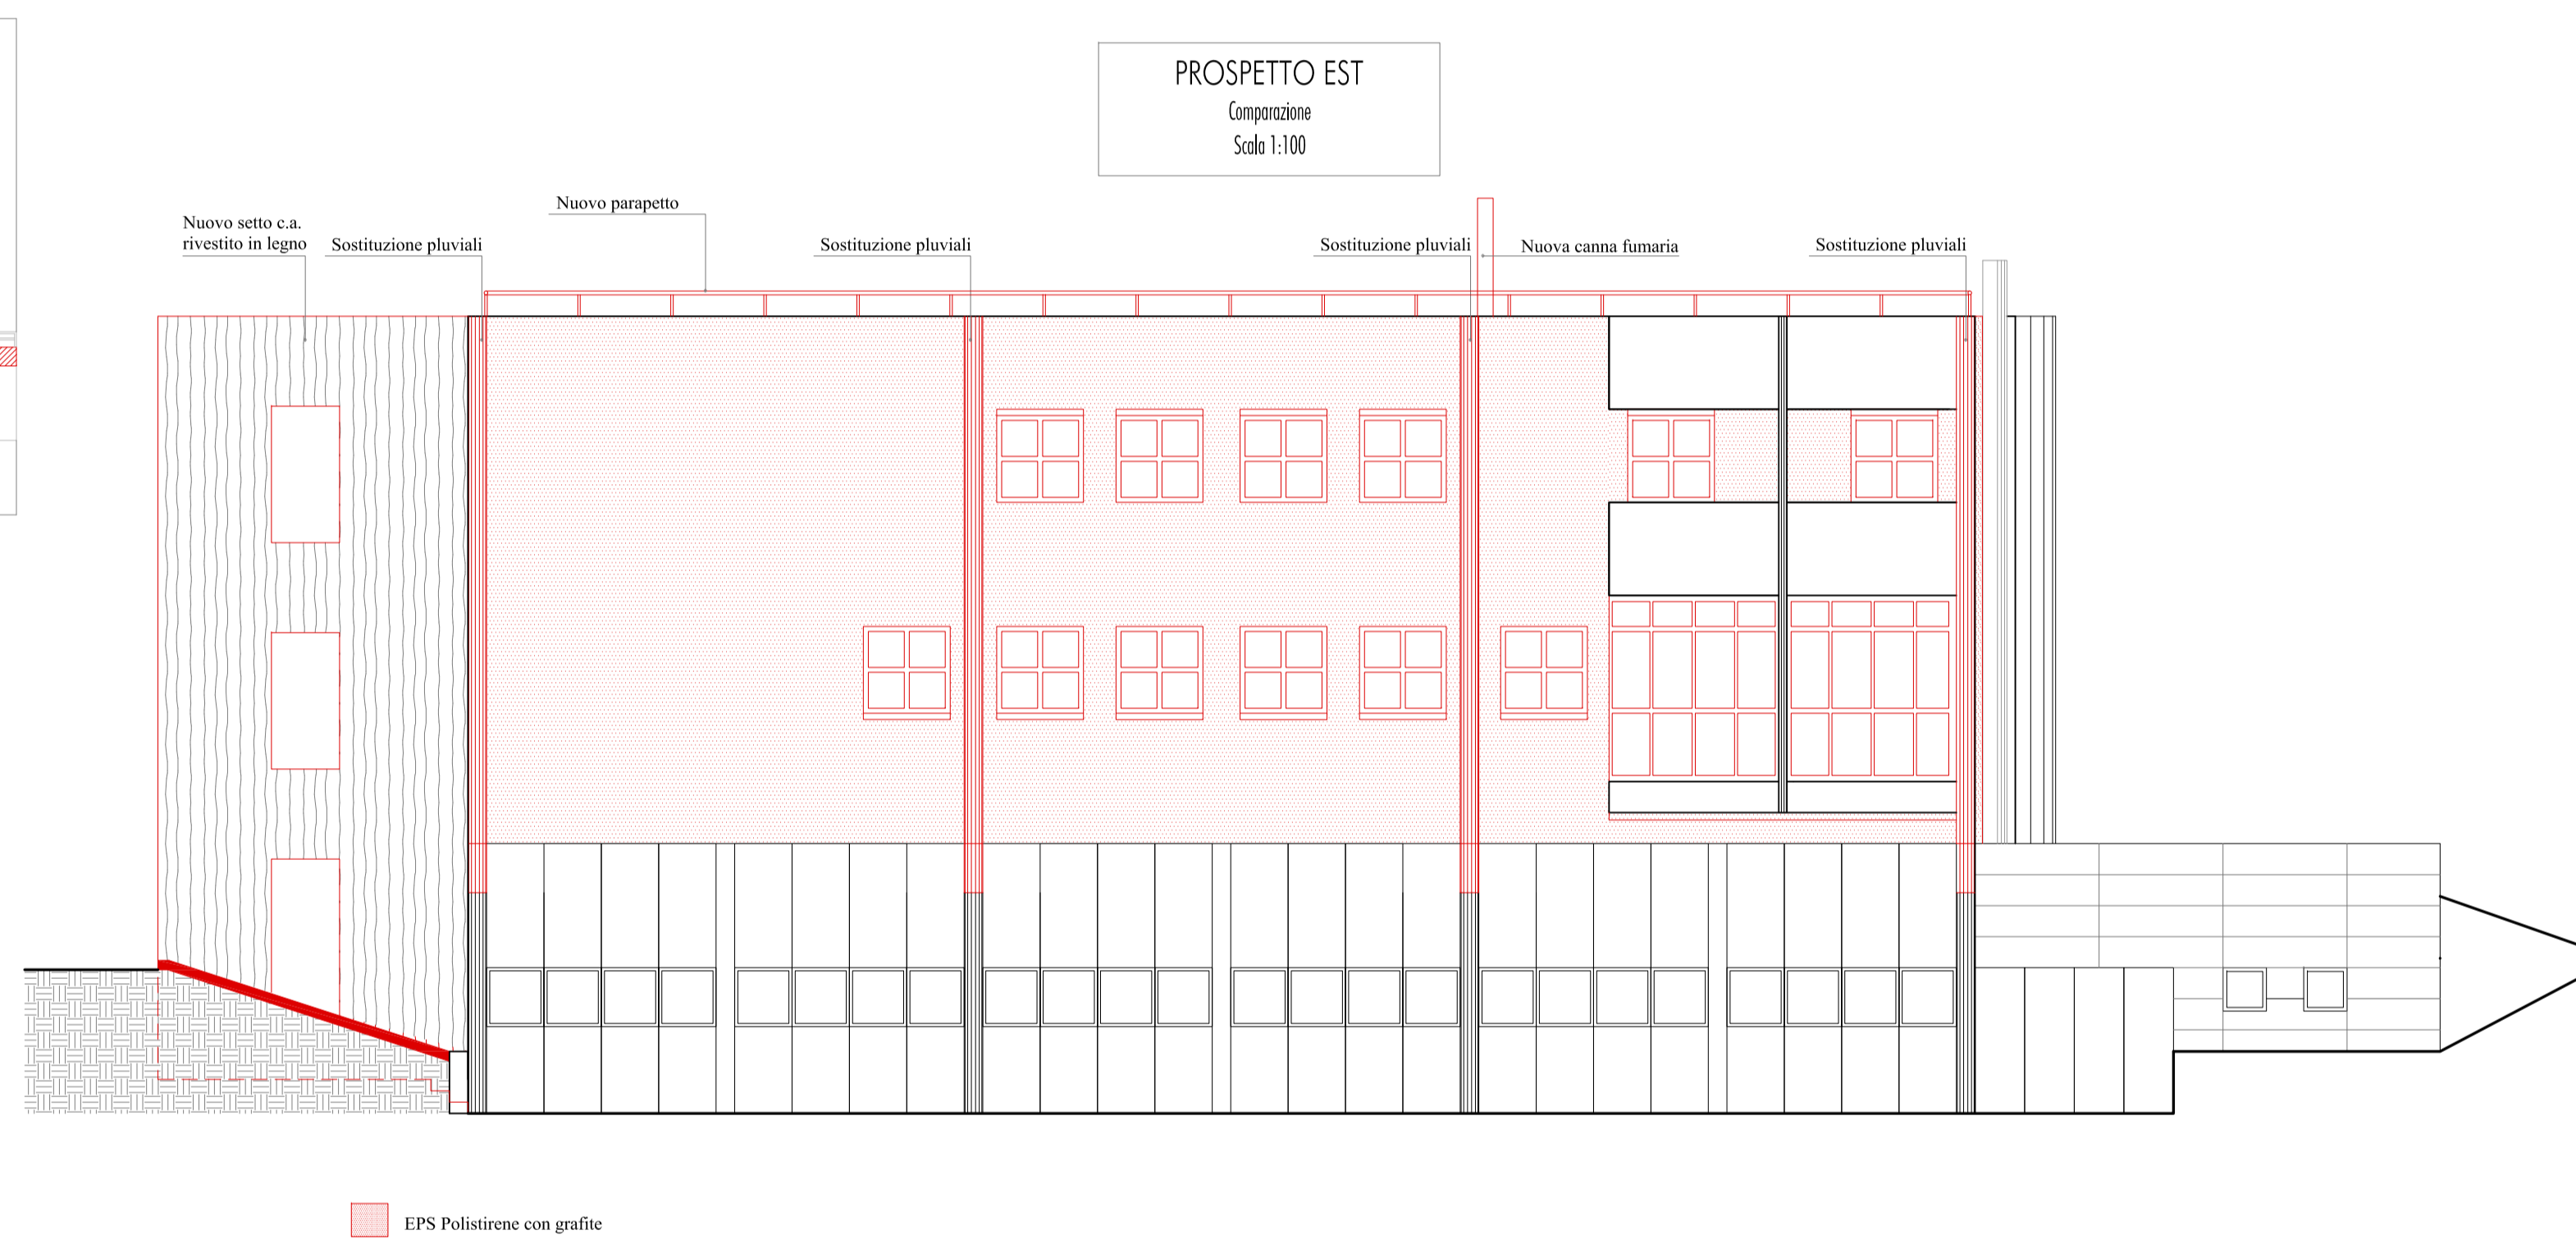 PROSPETTO EST
Comparazione
Scala 1:100
Nuovo parapetto
Nuovo setto c.a.
rivestito in legno
Sostituzione pluviali
Sostituzione pluviali
Sostituzione pluviali
Nuova canna fumaria
Sostituzione pluviali
EPS Polistirene con grafite